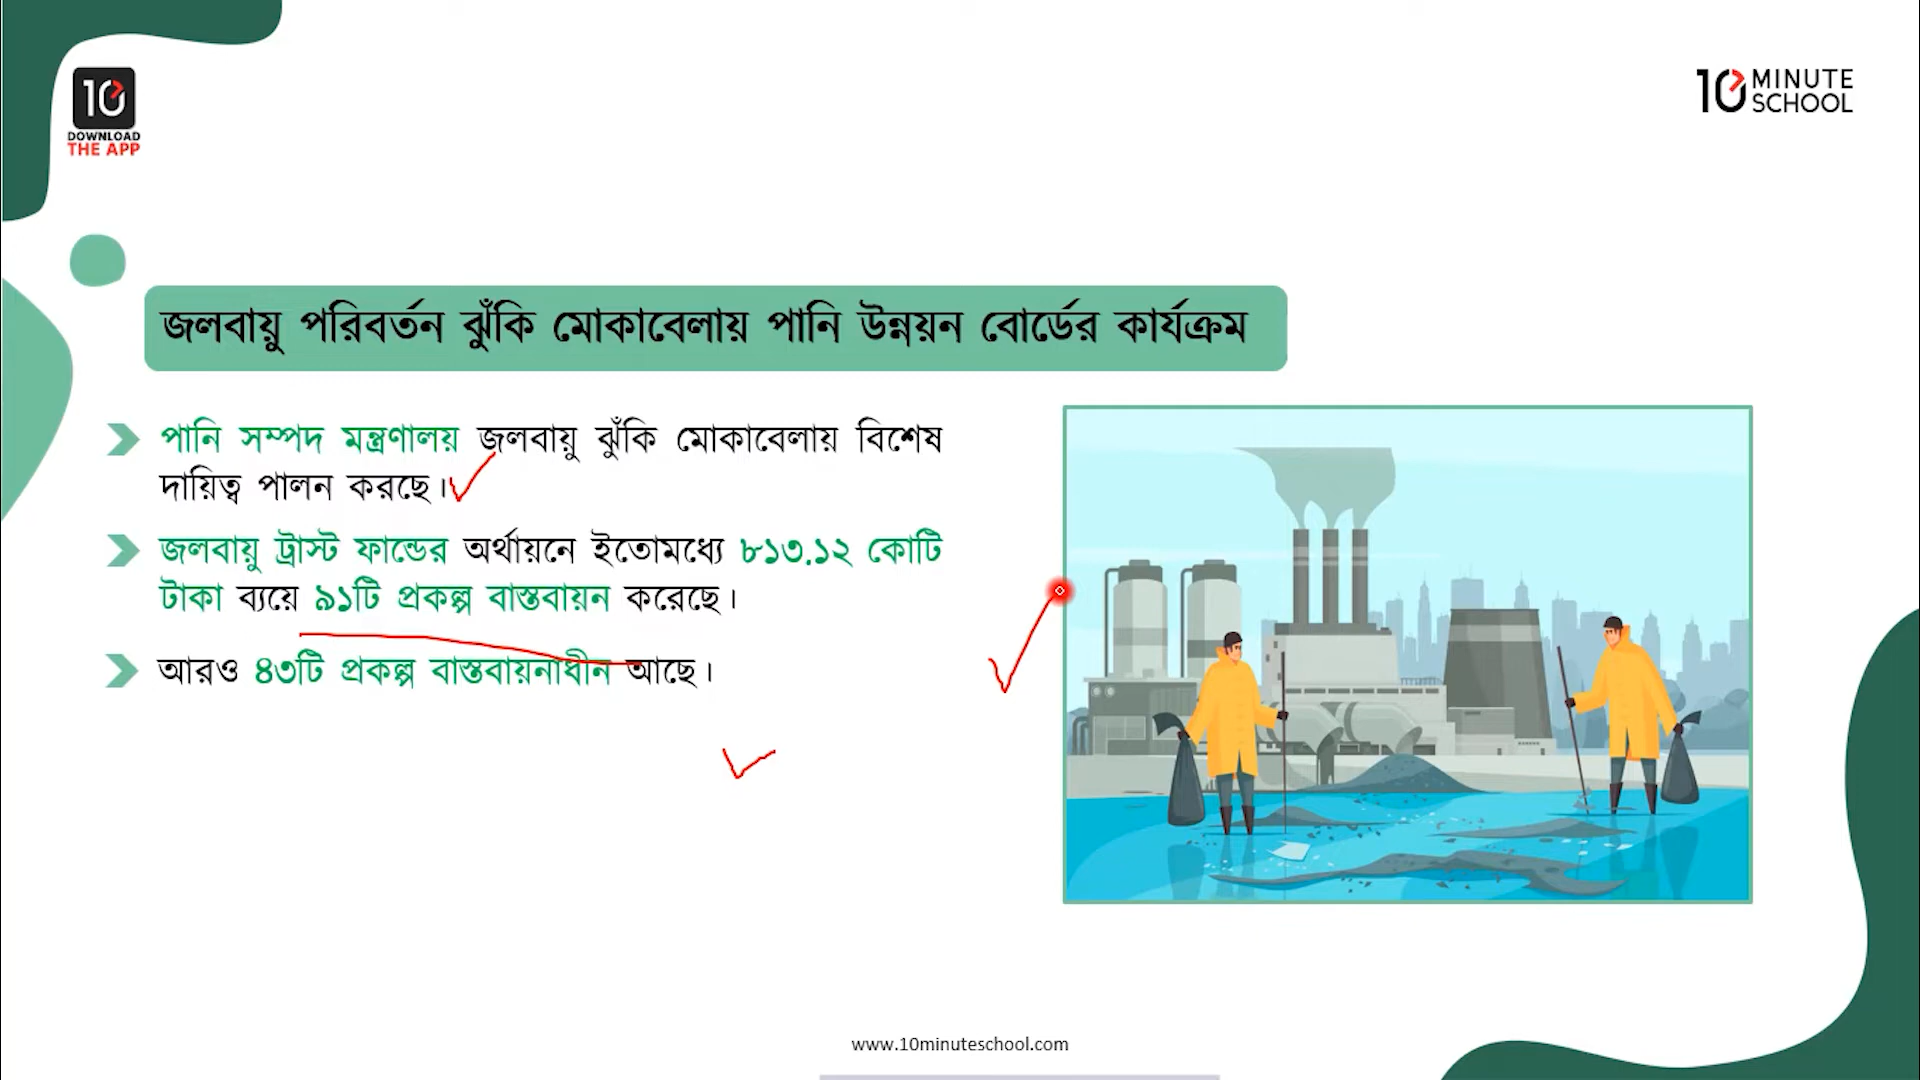 10
DOWNLOAD
THE APP
10 MINUTE
SCHOOL
জলবায়ু পরিবর্তন ঝুঁকি মোকাবেলায় পানি উন্নয়ন বোর্ডের কার্যক্রম
পানি সম্পদ মন্ত্রণালয় জলবায়ু ঝুঁকি মোকাবেলায় বিশেষ
দায়িত্ব পালন করছে।
জলবায়ু ট্রাস্ট ফান্ডের অর্থায়নে ইতোমধ্যে ৮১৩.১২ কোটি
টাকা ব্যয়ে ৯১টি প্রকল্প বাস্তবায়ন করেছে।
আরও ৪৩টি প্রকল্প বাস্তবায়নাধীন আছে।
www.10minuteschool.com